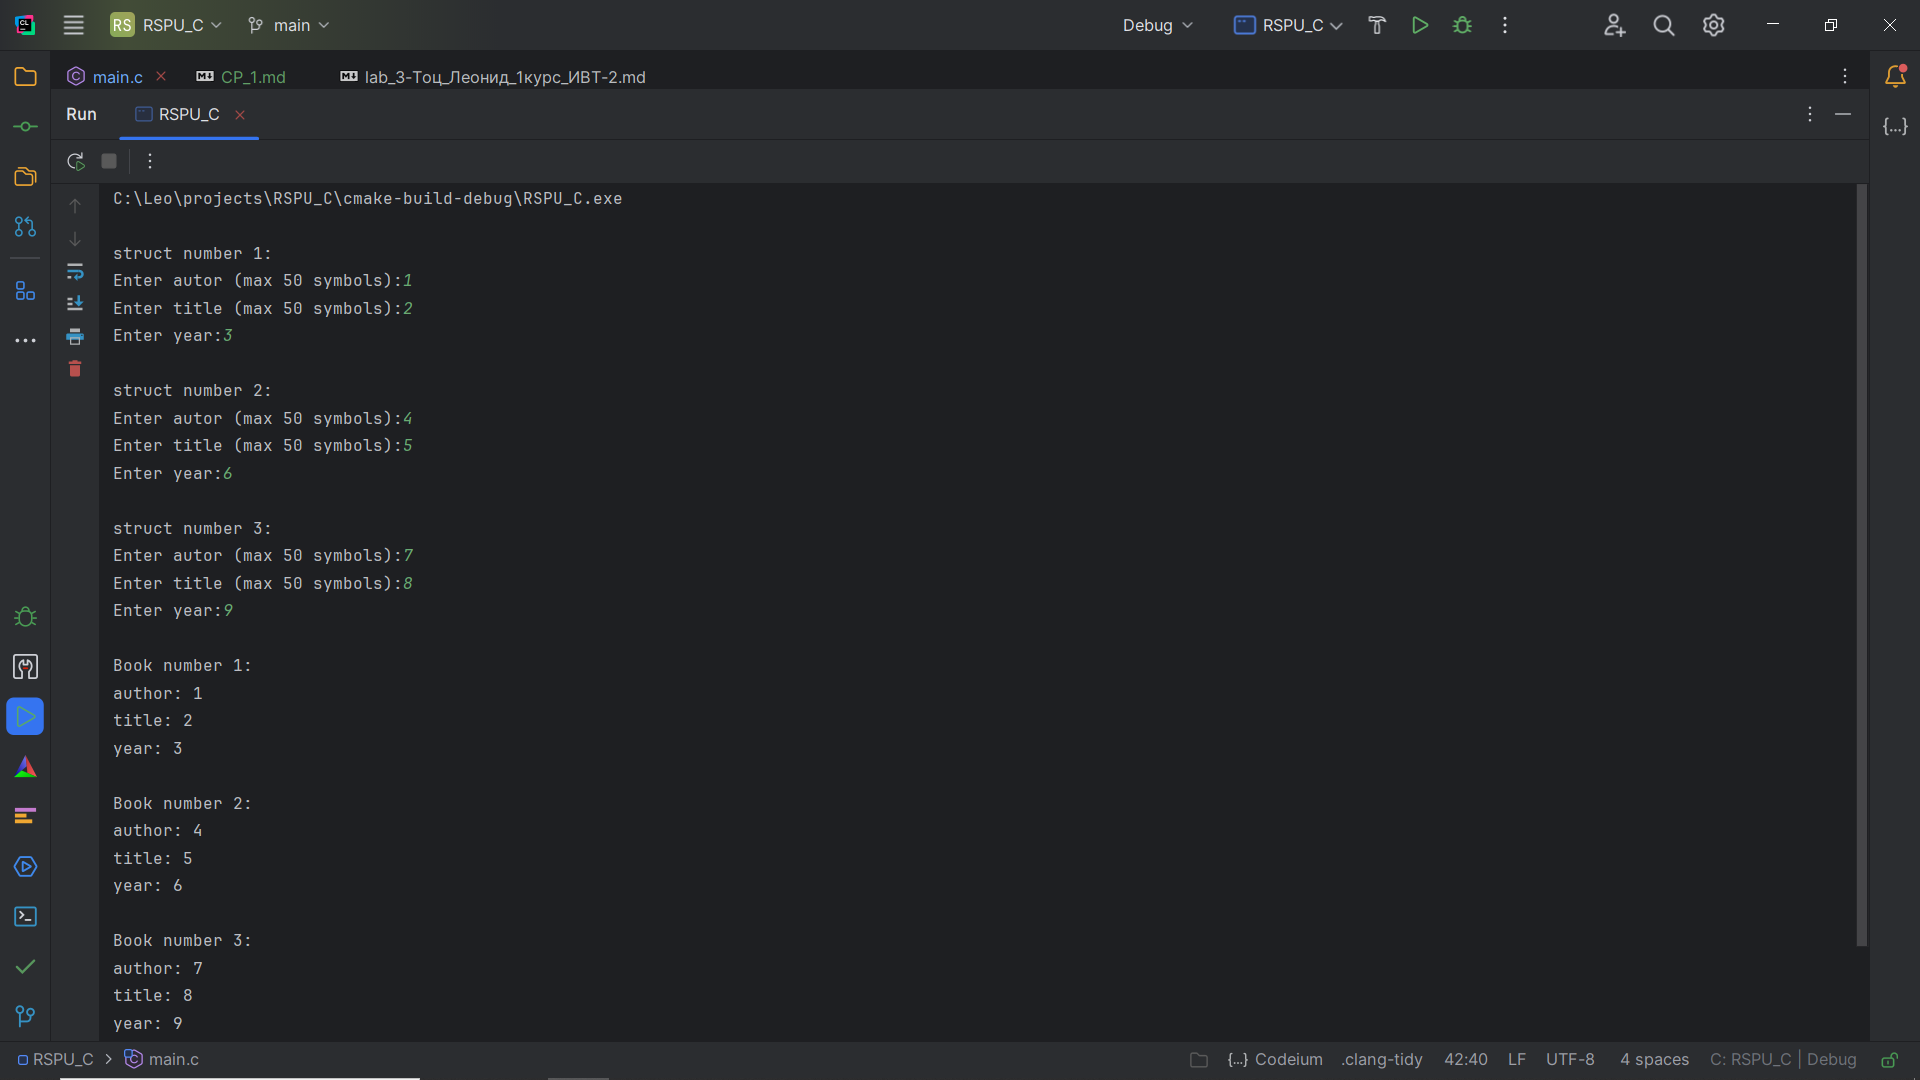 RS RSPU_C main Debug RSPU_C
main.c CP_1.md lab_3-Тоц_Леонид_1курс_ИВТ-2.md
Run RSPU_C
C:\Leo\projects\RSPU_C\cmake-build-debug\RSPU_C.exe
struct number 1:
Enter autor (max 50 symbols):1
Enter title (max 50 symbols):2
Enter year:3
struct number 2:
Enter autor (max 50 symbols):4
Enter title (max 50 symbols):5
Enter year:6
struct number 3:
Enter autor (max 50 symbols):7
Enter title (max 50 symbols):8
Enter year:9
Book number 1:
author: 1
title: 2
year: 3
Book number 2:
author: 4
title: 5
year: 6
Book number 3:
author: 7
title: 8
year: 9
RSPU_C > main.c {...} Codeium .clang-tidy 42:40 LF UTF-8 4 spaces C: RSPU_C | Debug